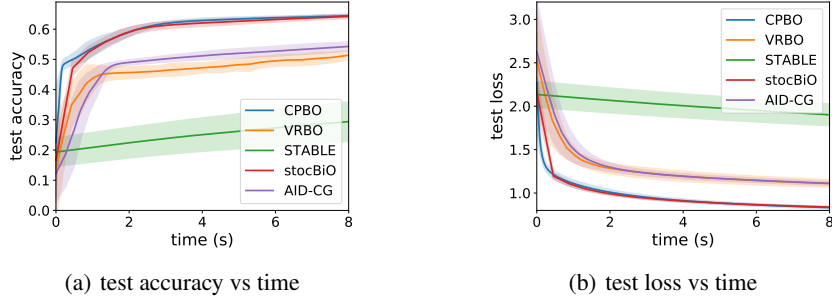 test accuracy
0.6
0.5
0.4
0.3
0.2
0.1
0.0
CPBO
VRBO
STABLE
stocBiO
AID-CG
0 2 4 6 8
time (s)
(a) test accuracy vs time
test loss
3.0
2.5
2.0
1.5
1.0
CPBO
VRBO
STABLE
stocBiO
AID-CG
0 2 4 6 8
time (s)
(b) test loss vs time